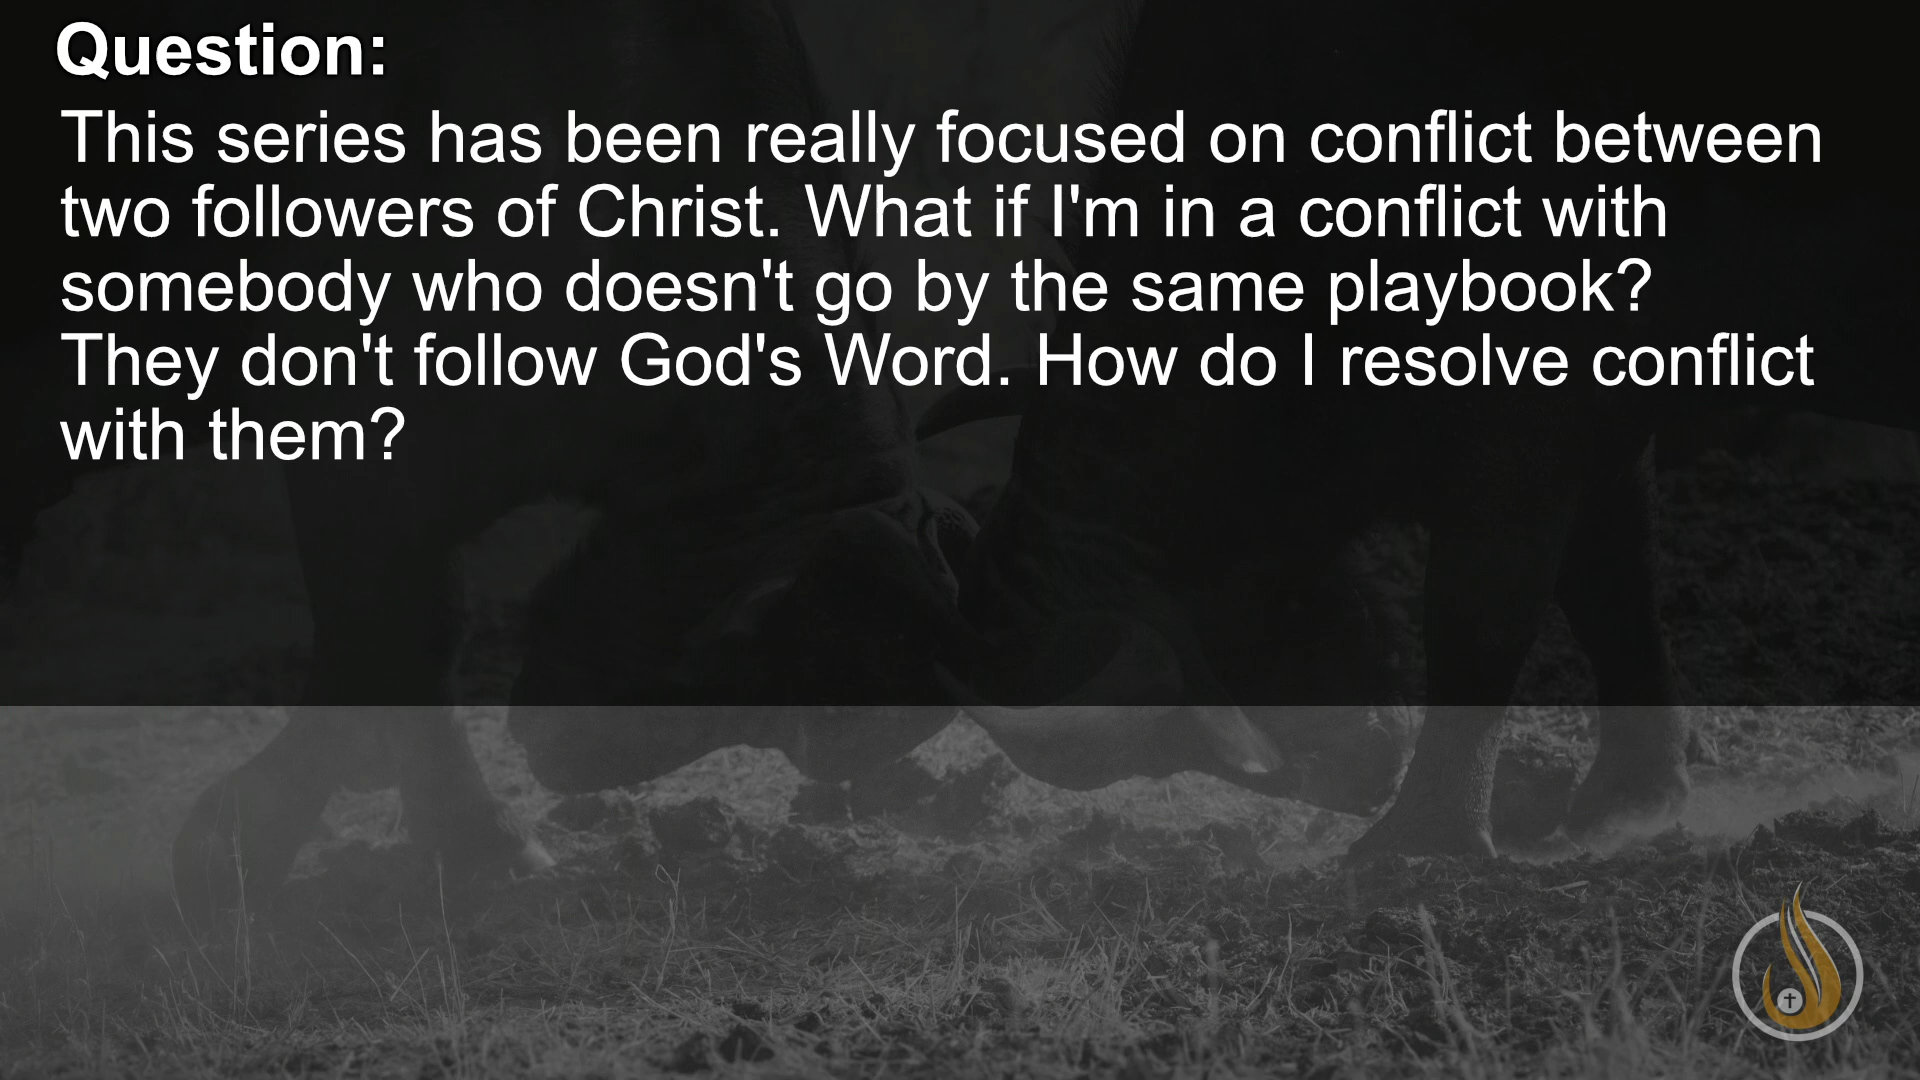 Question:
This series has been really focused on conflict between
two followers of Christ. What if I'm in a conflict with
somebody who doesn't go by the same playbook?
They don't follow God's Word. How do I resolve conflict
with them?